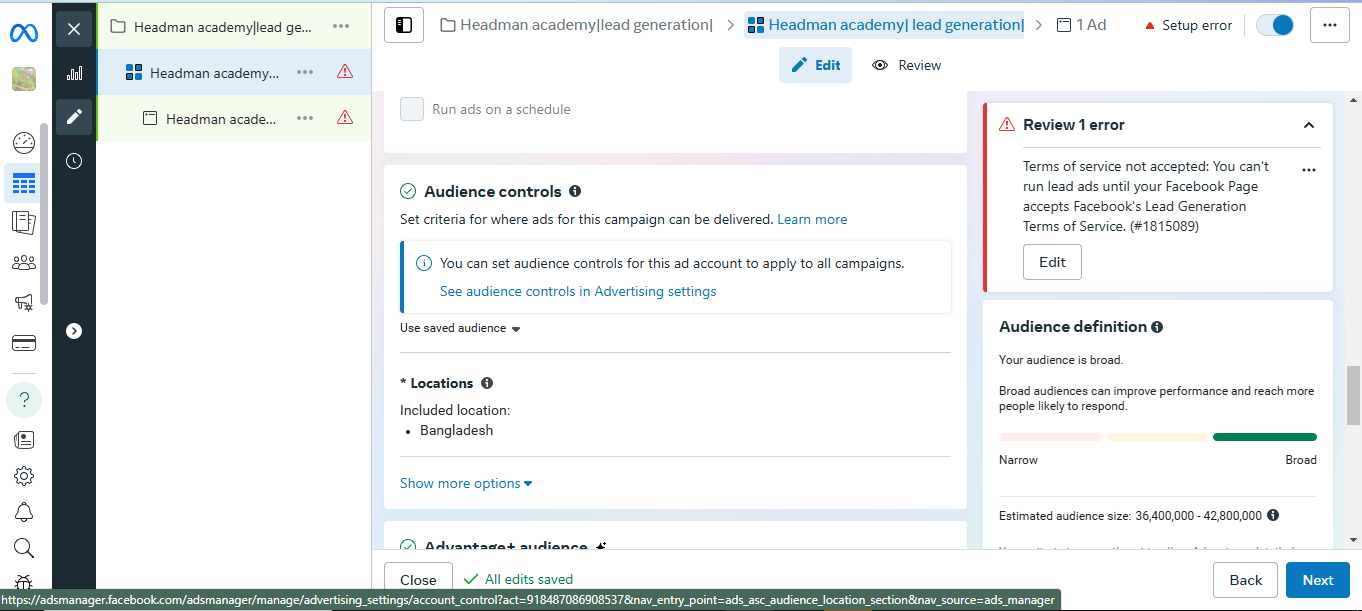 Headman academy|lead ge...
Headman academy...
Headman acade...
Headman academy|lead generation|
Headman academy| lead generation|
1 Ad
Setup error
Edit
Review
Run ads on a schedule
Audience controls
Set criteria for where ads for this campaign can be delivered. Learn more
You can set audience controls for this ad account to apply to all campaigns.
See audience controls in Advertising settings
Use saved audience
* Locations
Included location:
• Bangladesh
Show more options
Advantage+ audience
Review 1 error
Terms of service not accepted: You can't
run lead ads until your Facebook Page
accepts Facebook's Lead Generation
Terms of Service. (#1815089)
Edit
Audience definition
Your audience is broad.
Broad audiences can improve performance and reach more
people likely to respond.
Narrow
Broad
Estimated audience size: 36,400,000 - 42,800,000
Close
All edits saved
Back
Next
https://adsmanager.facebook.com/adsmanager/manage/advertising_settings/account_control?act=918487086908537&nav_entry_point=ads_asc_audience_location_section&nav_source=ads_manager